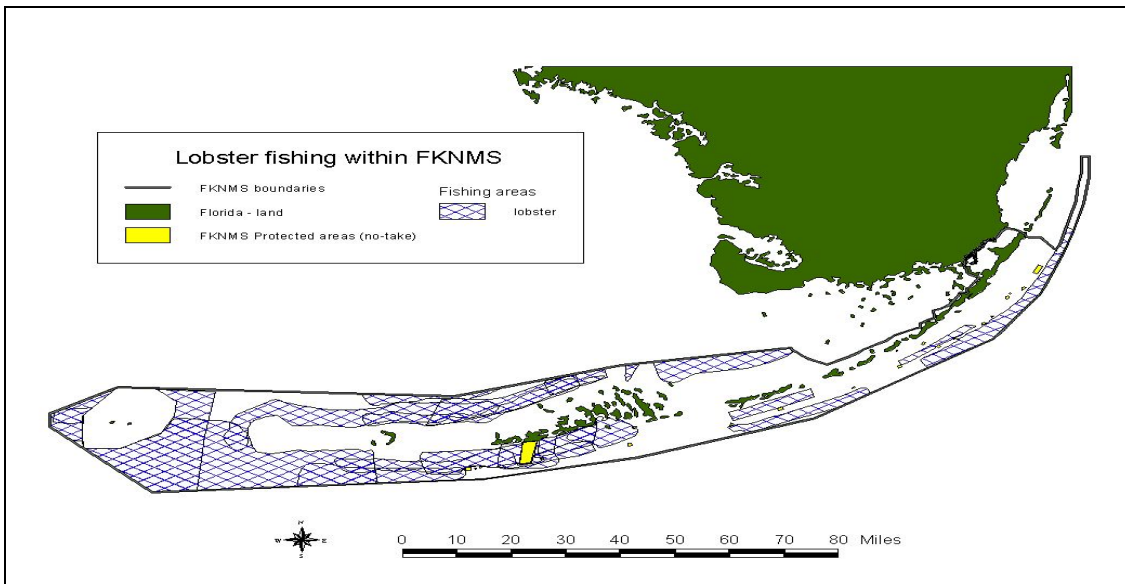 Lobster fishing within FKNMS
FKNMS boundaries
Fishing areas
Florida - land
lobster
FKNMS Protected areas (no-take)
N
W E
S
0 10 20 30 40 50 60 70 80 Miles